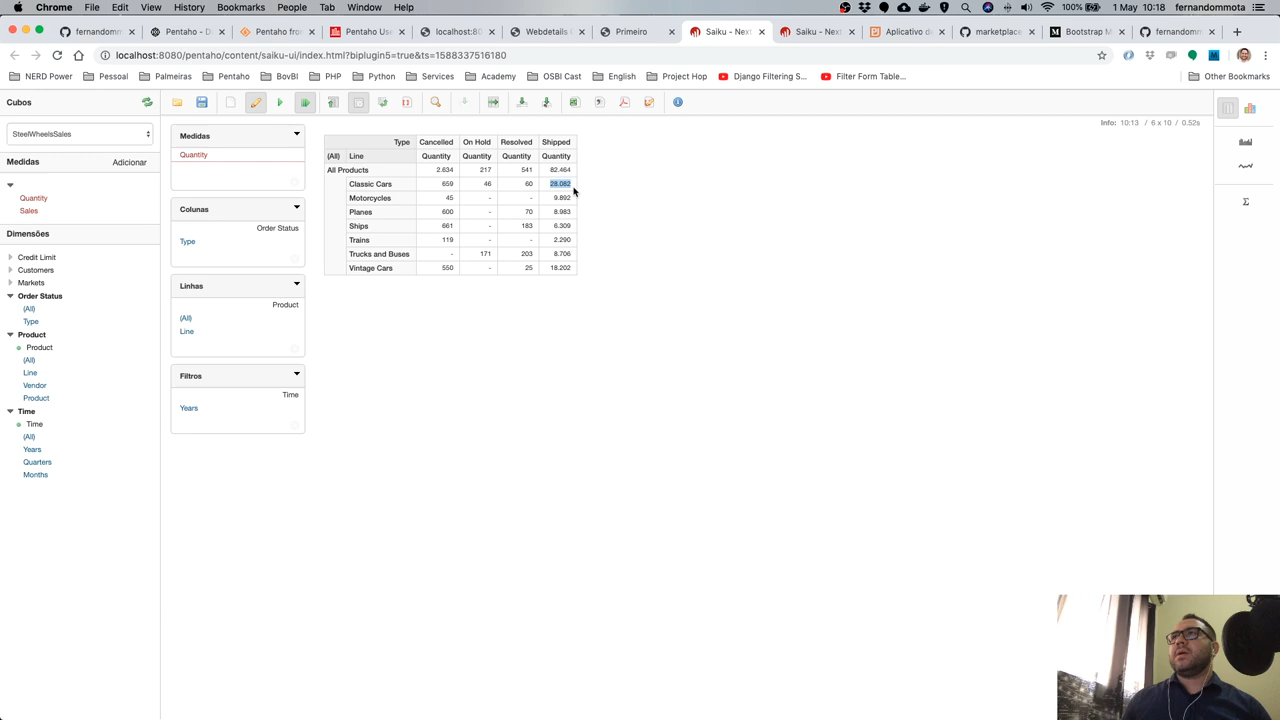 Chrome File Edit View History Bookmarks People Tab Window Help 100% 1 May 10:18 fernandommota
fernandomm Pentaho - D Pentaho fron Pentaho Use localhost:80 Webdetails C Primeiro Saiku - Next Saiku - Next Aplicativo de marketplace Bootstrap M fernandomm
localhost:8080/pentaho/content/saiku-ui/index.html?biplugin5=true&ts=1588337516180
NERD Power Pessoal Palmeiras Pentaho BovBI PHP Python Services Academy OSBI Cast English Project Hop Django Filtering S... Filter Form Table... Other Bookmarks
Cubos
SteelWheelsSales
Medidas Adicionar
Quantity
Sales
Dimensões
Credit Limit
Customers
Markets
Order Status
(All)
Type
Product
Product
(All)
Line
Vendor
Product
Time
Time
(All)
Years
Quarters
Months
Medidas
Quantity
Colunas
Order Status
Type
Linhas
Product
(All)
Line
Filtros
Time
Years
Info: 10:13 / 6 x 10 / 0.52s
Type Cancelled On Hold Resolved Shipped
(All) Line Quantity Quantity Quantity Quantity
All Products 2.634 217 541 82.464
Classic Cars 659 46 60 28.082
Motorcycles 45 - - 9.892
Planes 600 - 70 8.983
Ships 661 - 183 6.309
Trains 119 - - 2.290
Trucks and Buses - 171 203 8.706
Vintage Cars 550 - 25 18.202